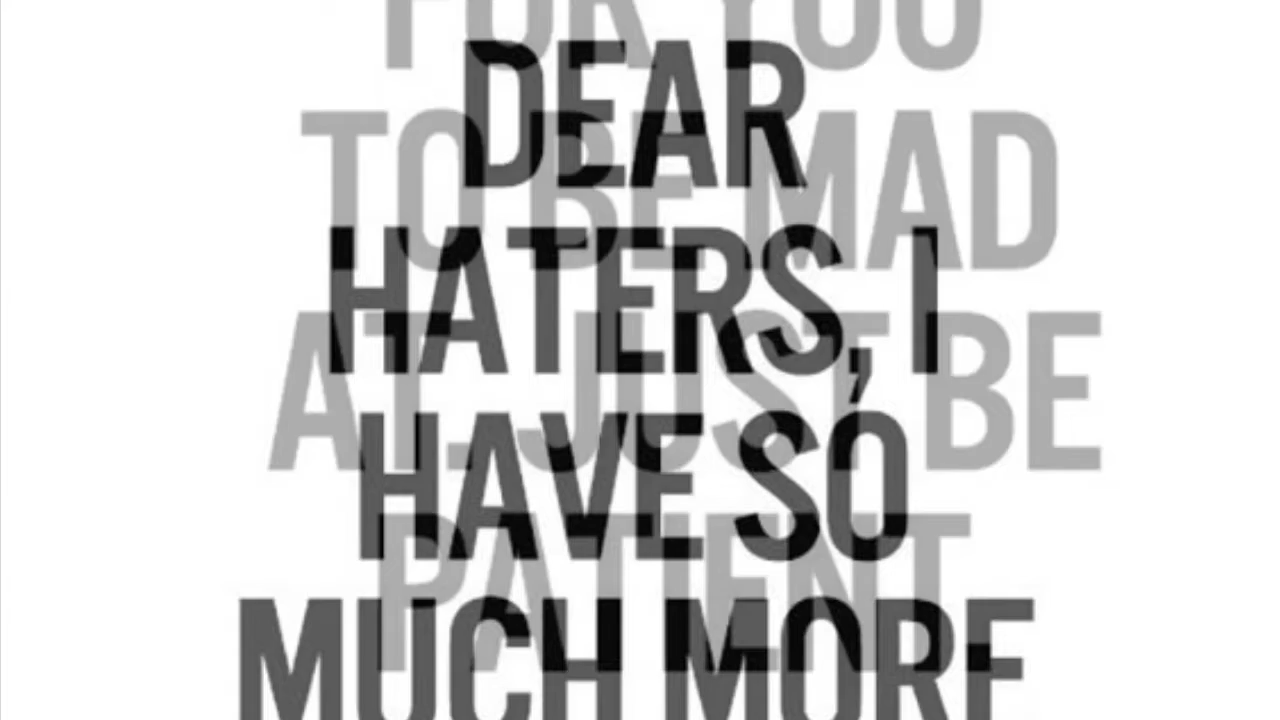 FOR YOU
DEAR
TO BE MAD
HATERS, I
AT. JUST BE
HAVE SO
PATIENT
MUCH MORE